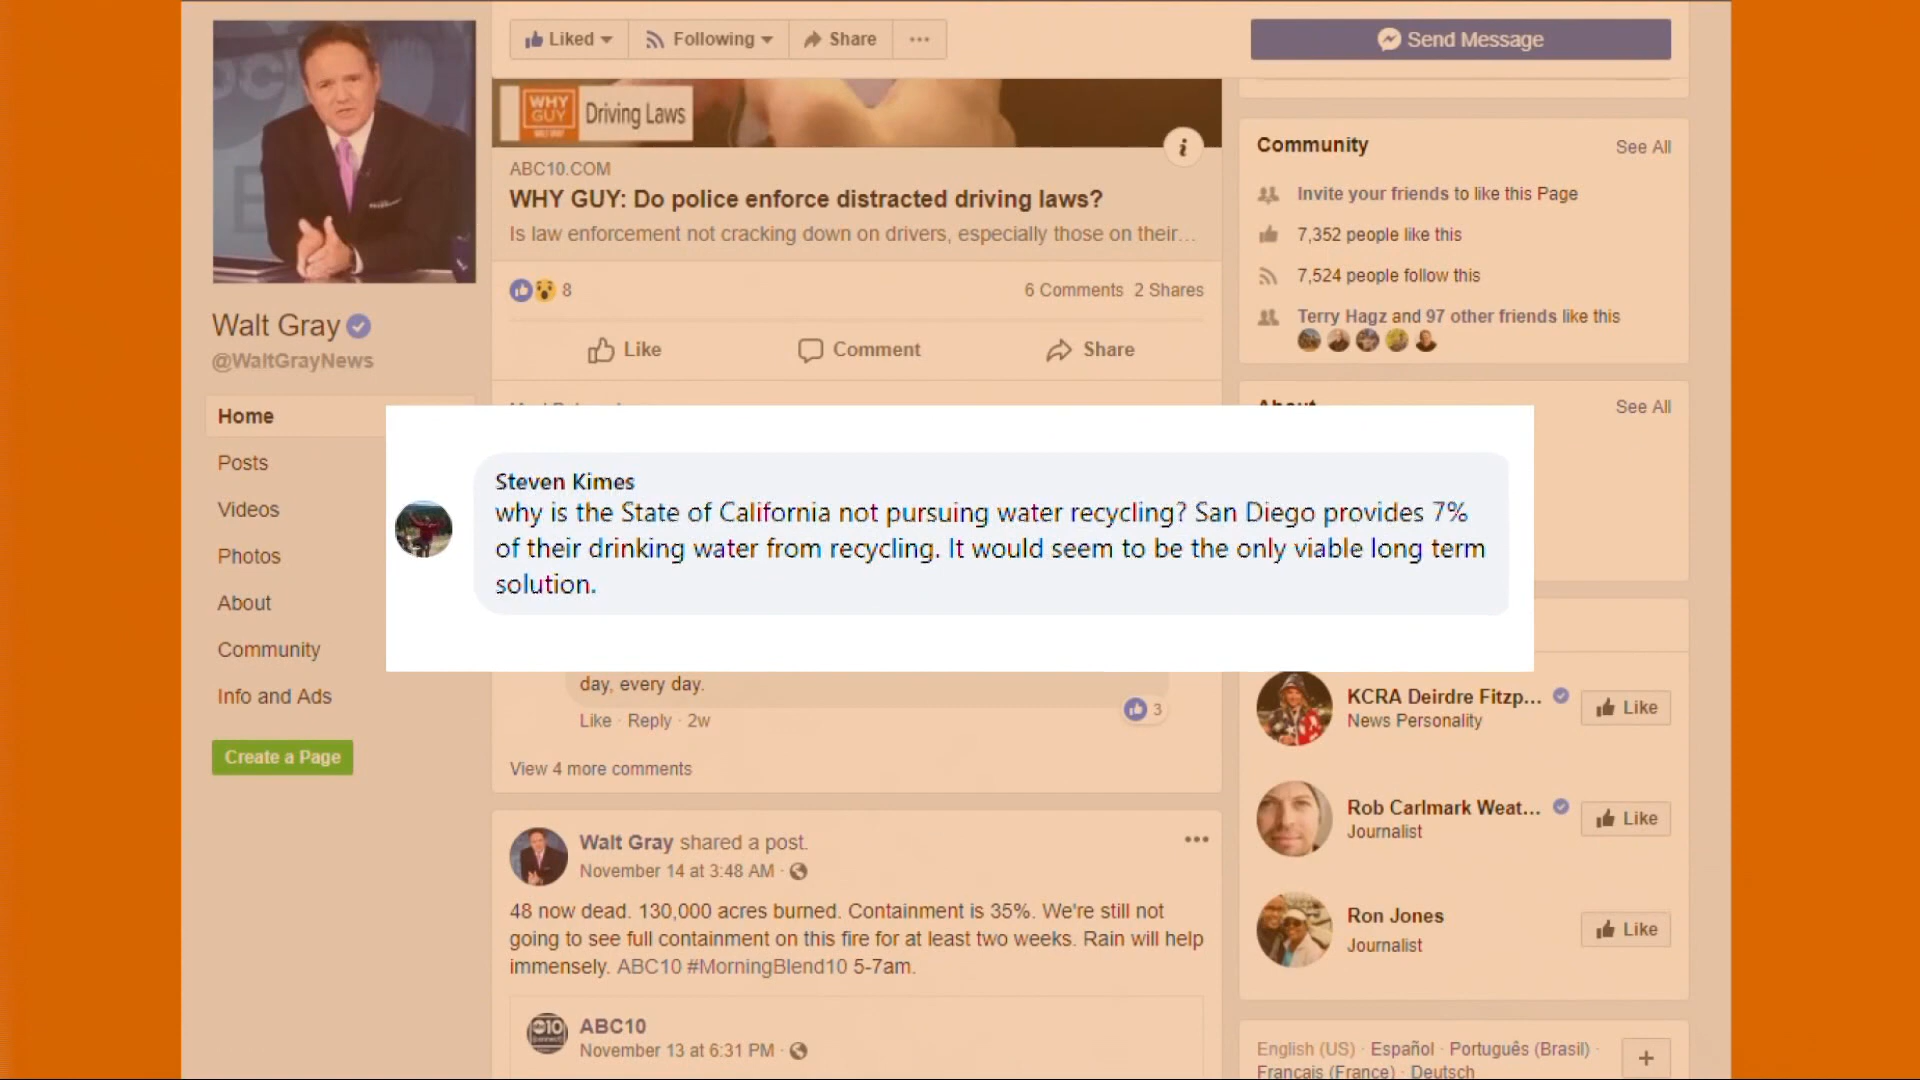 Liked
Following
Share
Send Message
WHY
GUY
WALT GRAY
Driving Laws
ABC10.COM
WHY GUY: Do police enforce distracted driving laws?
Is law enforcement not cracking down on drivers, especially those on their...
8
6 Comments 2 Shares
Like
Comment
Share
Walt Gray
@WaltGrayNews
Home
Posts
Videos
Photos
About
Community
Info and Ads
Create a Page
Community
See All
Invite your friends to like this Page
7,352 people like this
7,524 people follow this
Terry Hagz and 97 other friends like this
About
See All
Steven Kimes
why is the State of California not pursuing water recycling? San Diego provides 7%
of their drinking water from recycling. It would seem to be the only viable long term
solution.
day, every day.
Like · Reply · 2w
3
View 4 more comments
Walt Gray shared a post.
November 14 at 3:48 AM ·
48 now dead. 130,000 acres burned. Containment is 35%. We're still not
going to see full containment on this fire for at least two weeks. Rain will help
immensely. ABC10 #MorningBlend10 5-7am.
ABC10
November 13 at 6:31 PM ·
KCRA Deirdre Fitzp...
News Personality
Like
Rob Carlmark Weat...
Journalist
Like
Ron Jones
Journalist
Like
English (US) · Español · Português (Brasil) ·
Français (France) · Deutsch